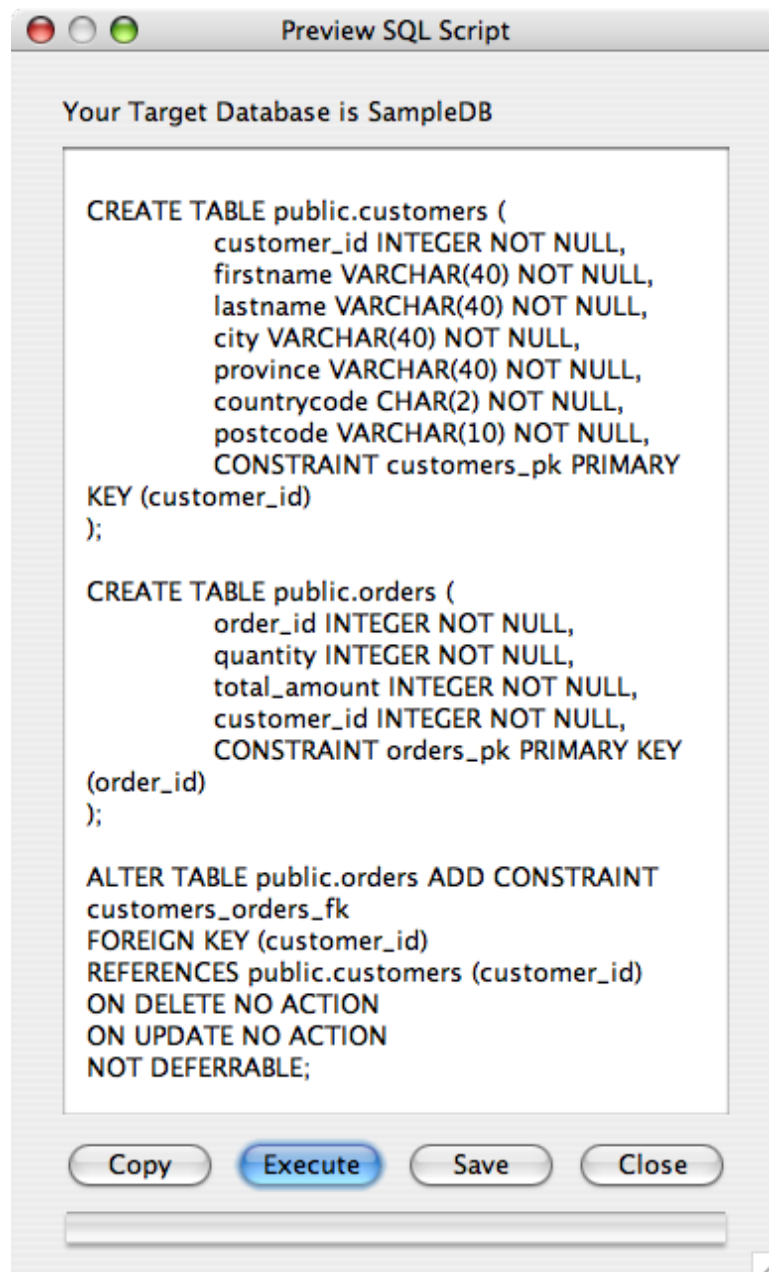 Preview SQL Script
Your Target Database is SampleDB
CREATE TABLE public.customers (
customer_id INTEGER NOT NULL,
firstname VARCHAR(40) NOT NULL,
lastname VARCHAR(40) NOT NULL,
city VARCHAR(40) NOT NULL,
province VARCHAR(40) NOT NULL,
countrycode CHAR(2) NOT NULL,
postcode VARCHAR(10) NOT NULL,
CONSTRAINT customers_pk PRIMARY
KEY (customer_id)
);
CREATE TABLE public.orders (
order_id INTEGER NOT NULL,
quantity INTEGER NOT NULL,
total_amount INTEGER NOT NULL,
customer_id INTEGER NOT NULL,
CONSTRAINT orders_pk PRIMARY KEY
(order_id)
);
ALTER TABLE public.orders ADD CONSTRAINT
customers_orders_fk
FOREIGN KEY (customer_id)
REFERENCES public.customers (customer_id)
ON DELETE NO ACTION
ON UPDATE NO ACTION
NOT DEFERRABLE;
Copy Execute Save Close